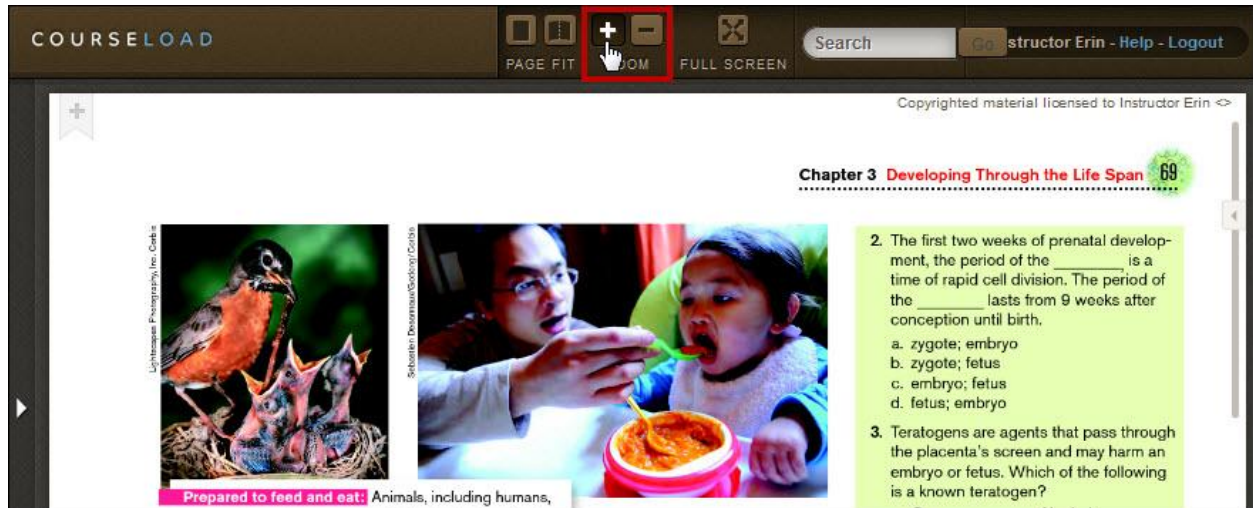 COURSELOAD
PAGE FIT
OOM
FULL SCREEN
Search
Go
structor Erin - Help - Logout
Copyrighted material licensed to Instructor Erin <>
Chapter 3 Developing Through the Life Span 69
Lightscapes Photography, Inc. Corbis
Sebastien Desarmaux/Godong/Corbis
Prepared to feed and eat: Animals, including humans,
2. The first two weeks of prenatal develop-
ment, the period of the ________ is a
time of rapid cell division. The period of
the ________ lasts from 9 weeks after
conception until birth.
a. zygote; embryo
b. zygote; fetus
c. embryo; fetus
d. fetus; embryo
3. Teratogens are agents that pass through
the placenta's screen and may harm an
embryo or fetus. Which of the following
is a known teratogen?